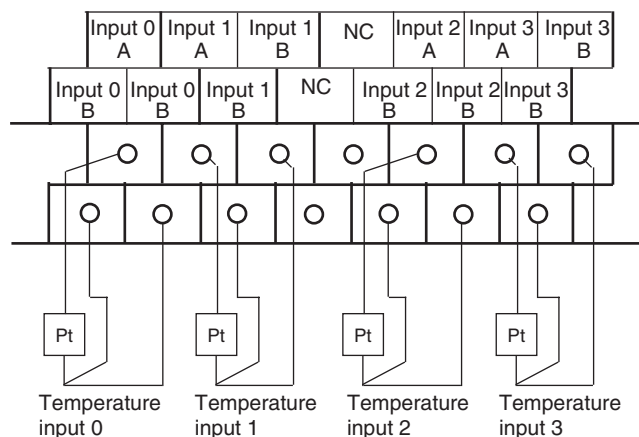 Input 0 Input 1 Input 1 NC Input 2 Input 3 Input 3
A A B A A B
Input 0 Input 0 Input 1 NC Input 2 Input 2 Input 3
B B B B B B
Pt Pt Pt Pt
Temperature Temperature Temperature Temperature
input 0 input 1 input 2 input 3